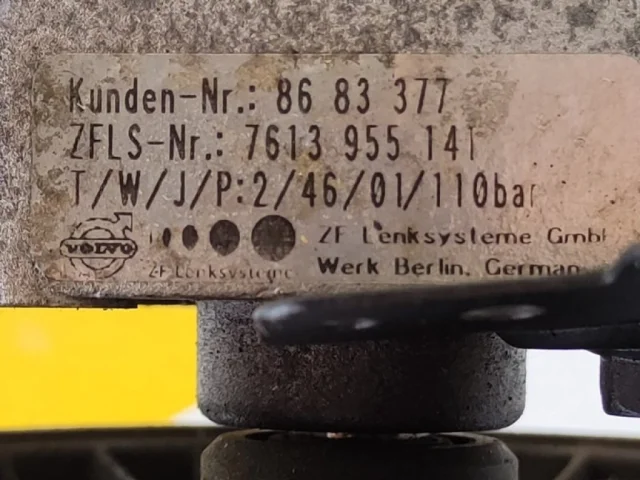 Kunden-Nr.: 86 83 377
ZFLS-Nr.: 7613 955 141
T/W/J/P:2/46/01/110bar
VOLVO
ZF Lenksysteme GmbH
ZF Lenksysteme
Werk Berlin, German